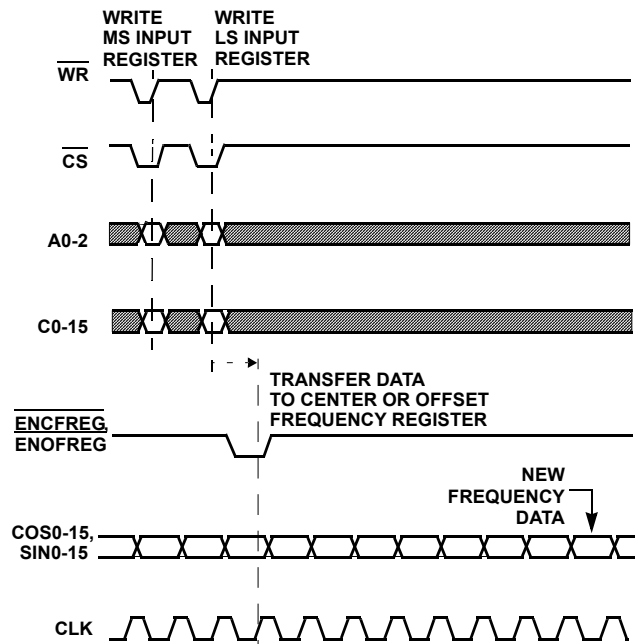 WRITE
MS INPUT
REGISTER
WRITE
LS INPUT
REGISTER
WR
CS
A0-2
C0-15
TRANSFER DATA
TO CENTER OR OFFSET
FREQUENCY REGISTER
ENCFREG,
ENOFREG
NEW
FREQUENCY
DATA
COS0-15,
SIN0-15
CLK